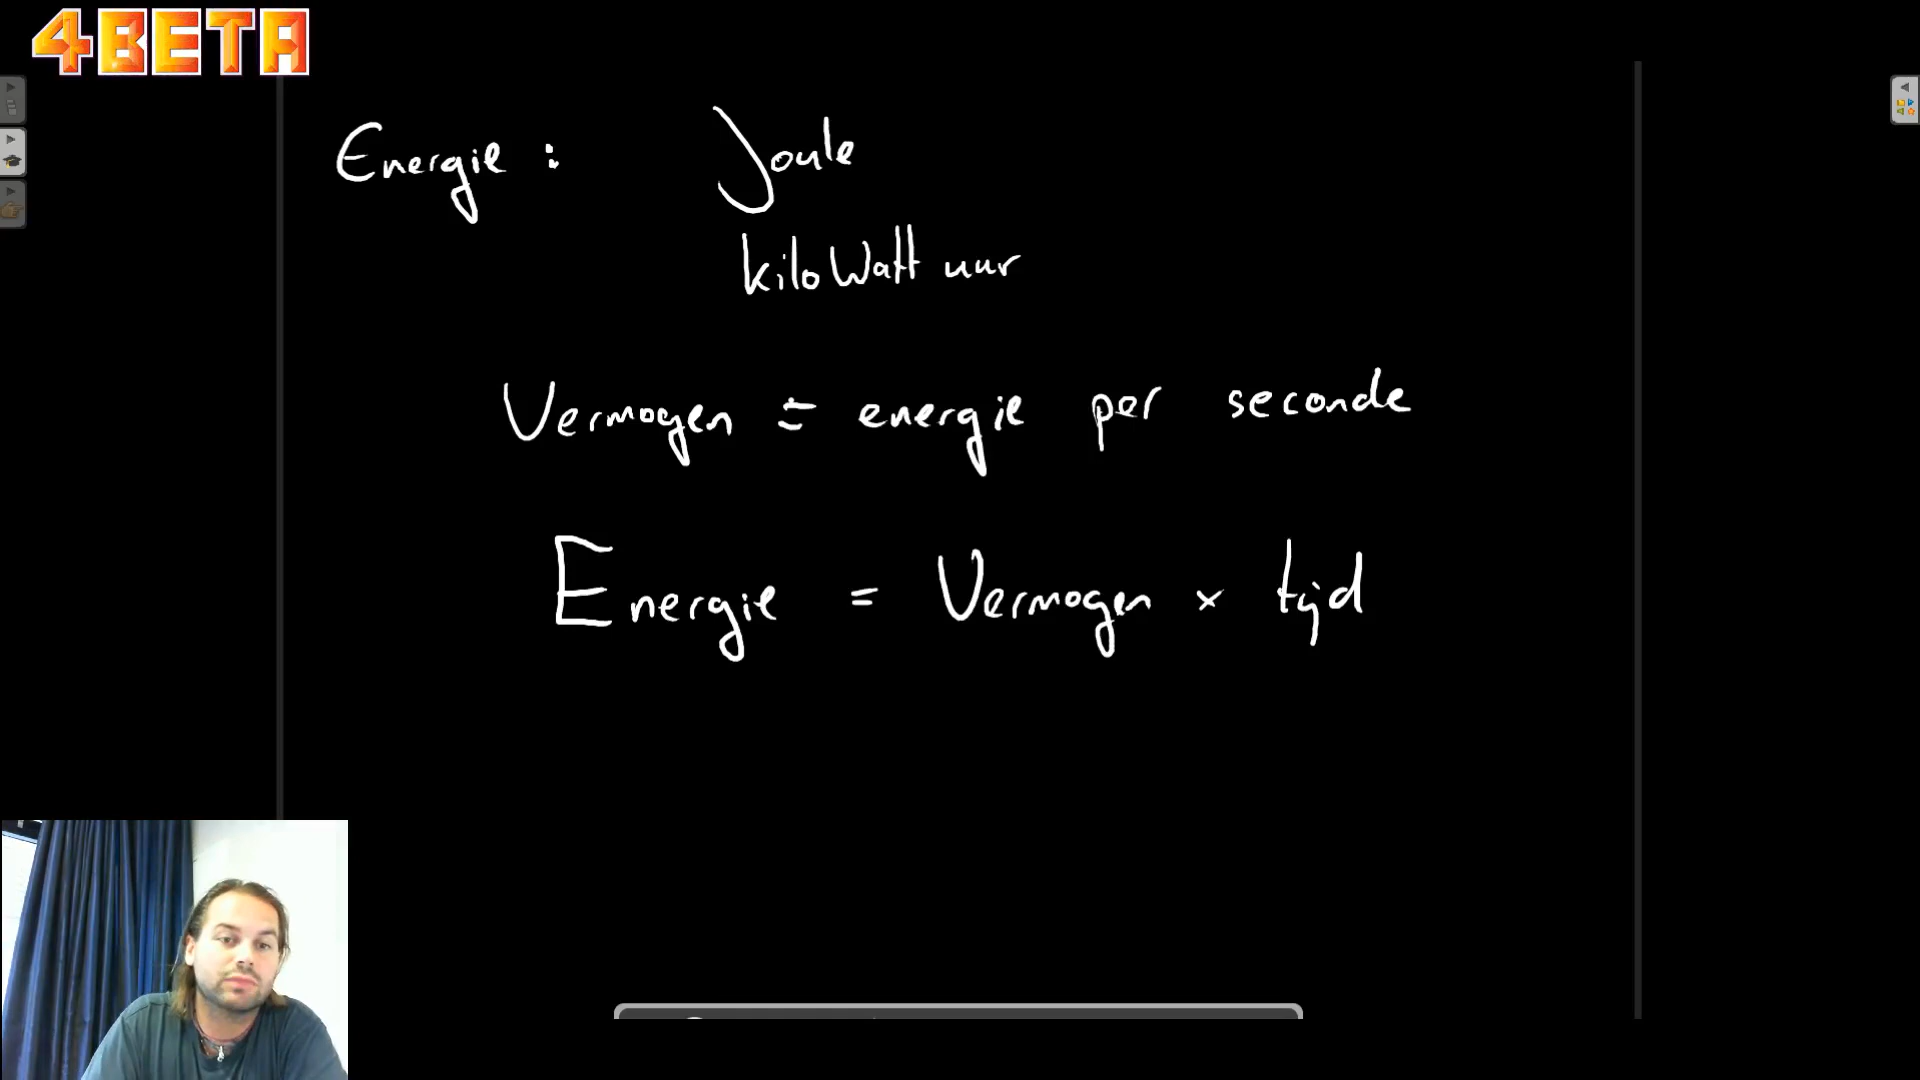 4BETA
Energie : Joule
kiloWatt uur
Vermogen = energie per seconde
Energie = Vermogen × tijd